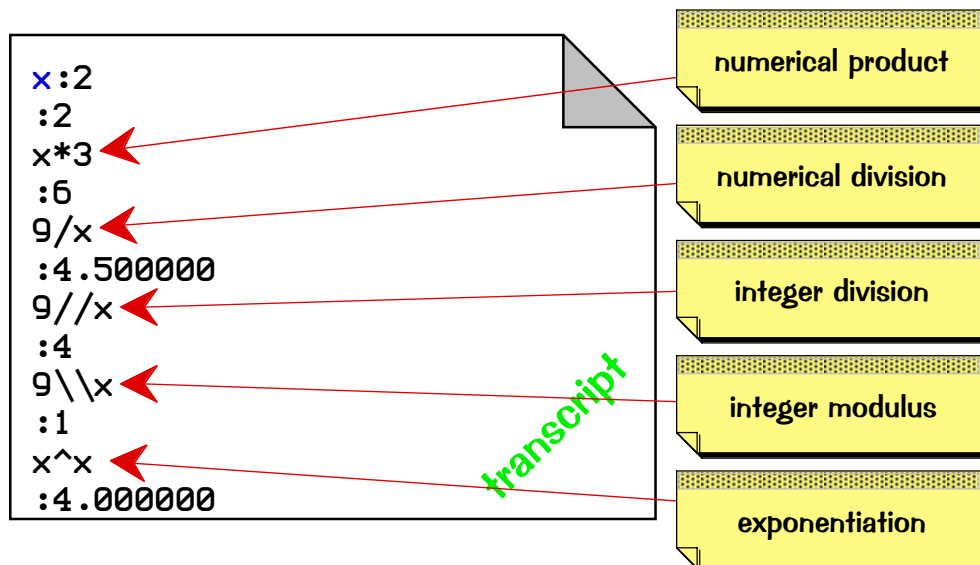 x:2
:2
x*3
:6
9/x
:4.500000
9//x
:4
9\\x
:1
x^x
:4.000000
transcript
numerical product
numerical division
integer division
integer modulus
exponentiation